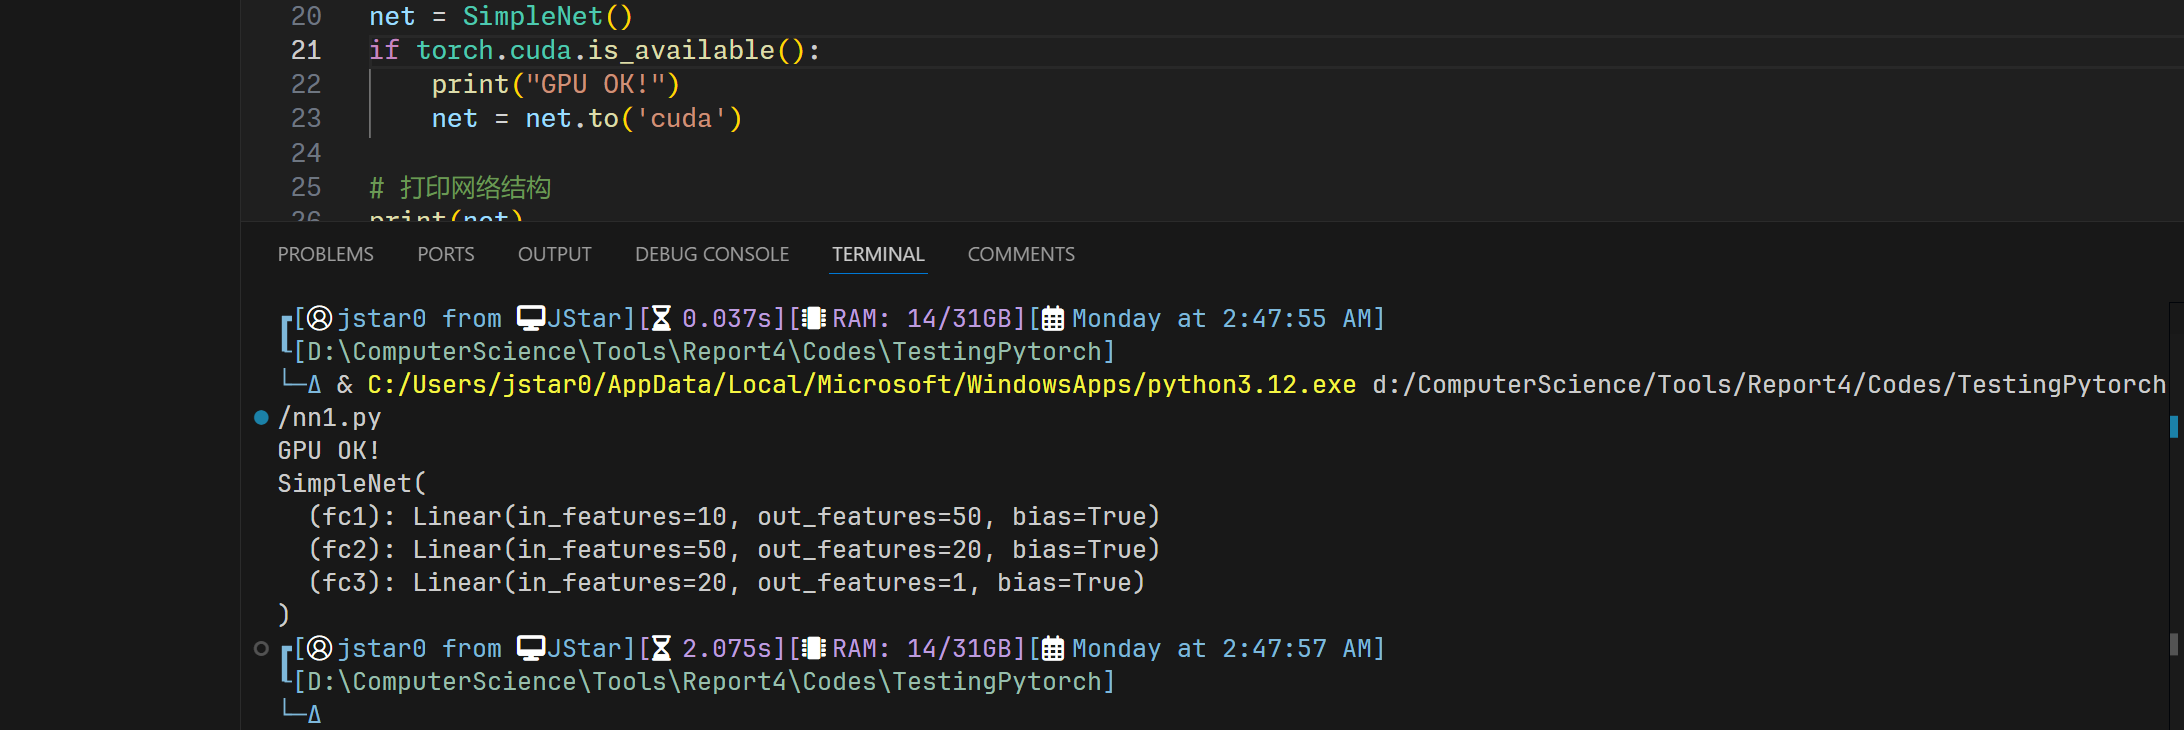 20 net = SimpleNet()
21 if torch.cuda.is_available():
22 print("GPU OK!")
23 net = net.to('cuda')
24
25 # 打印网络结构
26 print(net)
PROBLEMS PORTS OUTPUT DEBUG CONSOLE TERMINAL COMMENTS
[jstar0 from JStar][0.037s][RAM: 14/31GB][Monday at 2:47:55 AM]
[D:\ComputerScience\Tools\Report4\Codes\TestingPytorch]
└─Δ & C:/Users/jstar0/AppData/Local/Microsoft/WindowsApps/python3.12.exe d:/ComputerScience/Tools/Report4/Codes/TestingPytorch
/nn1.py
GPU OK!
SimpleNet(
(fc1): Linear(in_features=10, out_features=50, bias=True)
(fc2): Linear(in_features=50, out_features=20, bias=True)
(fc3): Linear(in_features=20, out_features=1, bias=True)
)
[jstar0 from JStar][2.075s][RAM: 14/31GB][Monday at 2:47:57 AM]
[D:\ComputerScience\Tools\Report4\Codes\TestingPytorch]
└─Δ